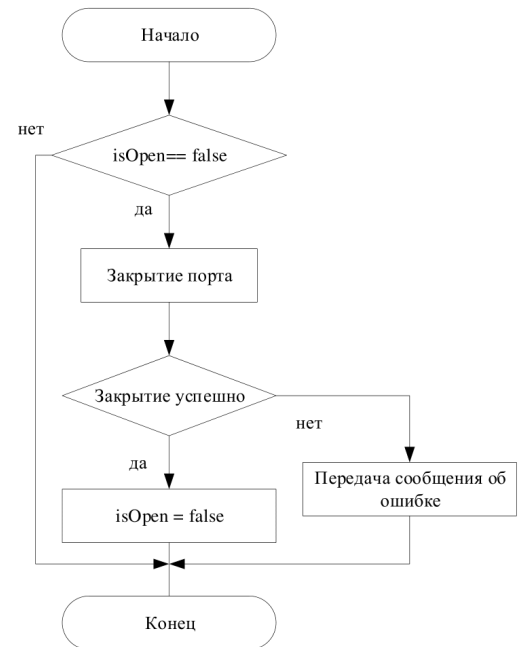 Начало
нет
isOpen== false
да
Закрытие порта
Закрытие успешно
нет
да
Передача сообщения об
ошибке
isOpen = false
Конец